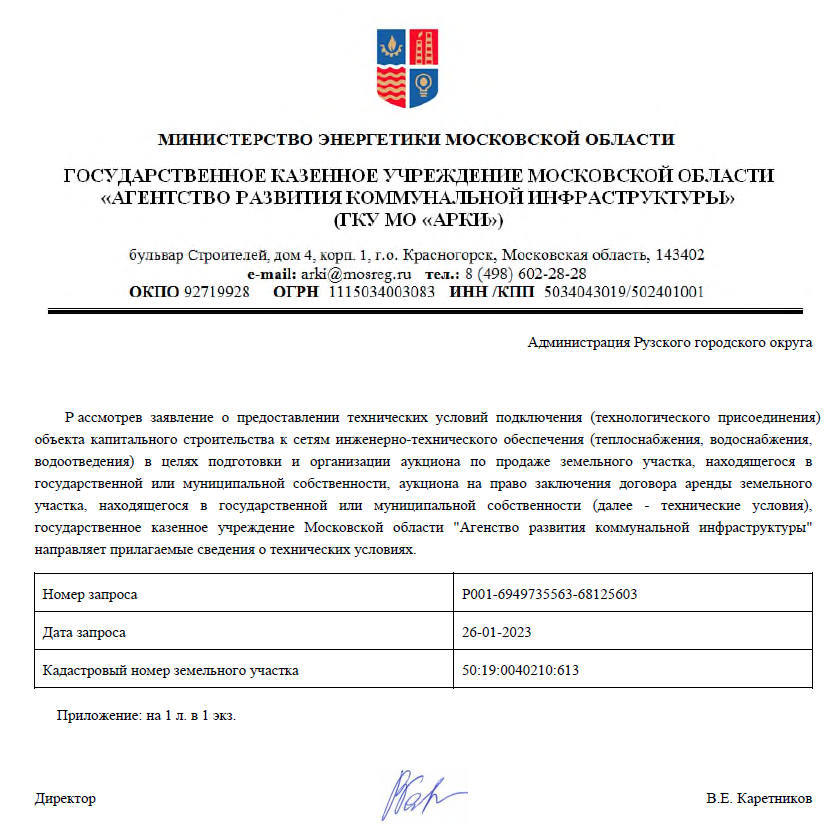 МИНИСТЕРСТВО ЭНЕРГЕТИКИ МОСКОВСКОЙ ОБЛАСТИ
ГОСУДАРСТВЕННОЕ КАЗЕННОЕ УЧРЕЖДЕНИЕ МОСКОВСКОЙ ОБЛАСТИ
«АГЕНТСТВО РАЗВИТИЯ КОММУНАЛЬНОЙ ИНФРАСТРУКТУРЫ»
(ГКУ МО «АРКИ»)
бульвар Строителей, дом 4, корп. 1, г.о. Красногорск, Московская область, 143402
e-mail: arki@mosreg.ru тел.: 8 (498) 602-28-28
ОКПО 92719928 ОГРН 1115034003083 ИНН /КПП 5034043019/502401001
Администрация Рузского городского округа
Р ассмотрев заявление о предоставлении технических условий подключения (технологического присоединения)
объекта капитального строительства к сетям инженерно-технического обеспечения (теплоснабжения, водоснабжения,
водоотведения) в целях подготовки и организации аукциона по продаже земельного участка, находящегося в
государственной или муниципальной собственности, аукциона на право заключения договора аренды земельного
участка, находящегося в государственной или муниципальной собственности (далее - технические условия),
государственное казенное учреждение Московской области "Агенство развития коммунальной инфраструктуры"
направляет прилагаемые сведения о технических условиях.
Номер запроса P001-6949735563-68125603
Дата запроса 26-01-2023
Кадастровый номер земельного участка 50:19:0040210:613
Приложение: на 1 л. в 1 экз.
Директор В.Е. Каретников